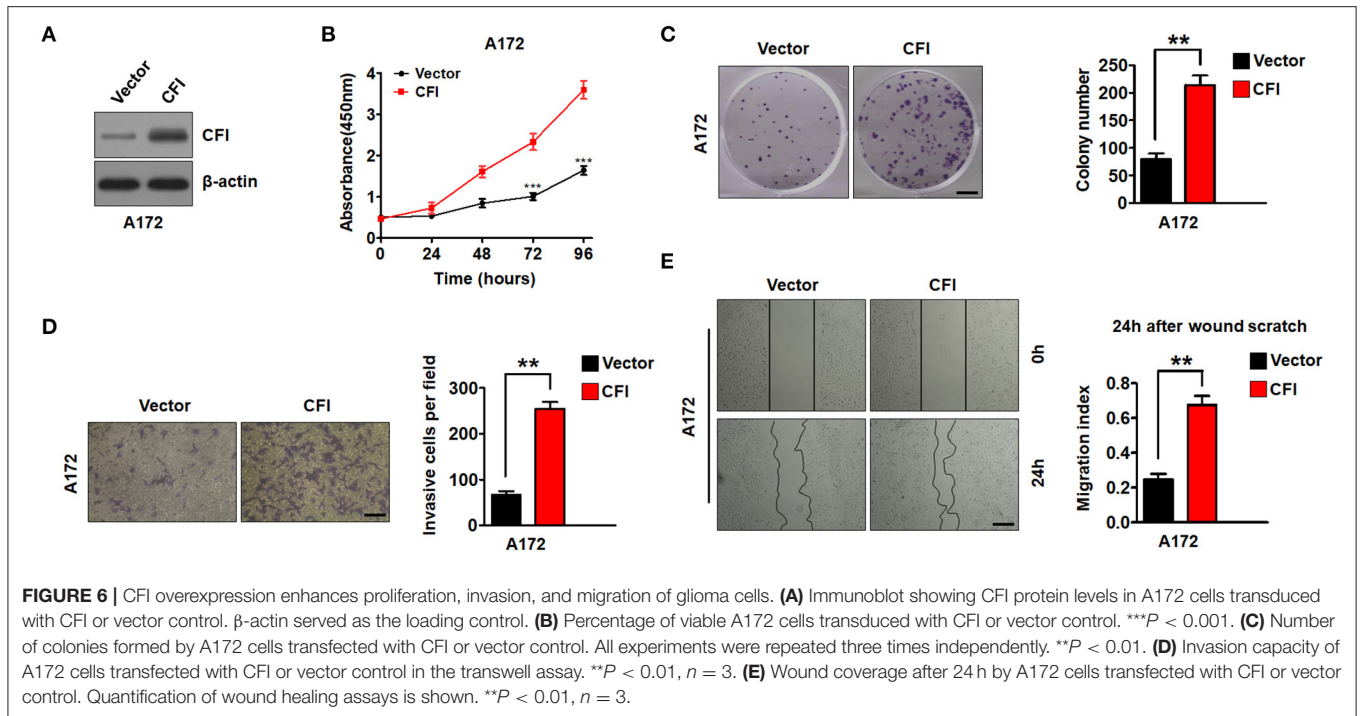 A
Vector
CFI
CFI
β-actin
A172
B
A172
Vector
CFI
Absorbance(450nm)
4
3
2
1
0
***
***
0
24
48
72
96
Time (hours)
C
Vector
CFI
A172
**
Vector
CFI
Colony number
250
200
150
100
50
0
A172
D
Vector
CFI
A172
**
Vector
CFI
Invasive cells per field
300
200
100
0
A172
E
Vector
CFI
A172
0h
24h
24h after wound scratch
**
Vector
CFI
Migration index
0.8
0.6
0.4
0.2
0.0
A172
FIGURE 6 | CFI overexpression enhances proliferation, invasion, and migration of glioma cells. (A) Immunoblot showing CFI protein levels in A172 cells transduced
with CFI or vector control. β-actin served as the loading control. (B) Percentage of viable A172 cells transduced with CFI or vector control. ***P < 0.001. (C) Number
of colonies formed by A172 cells transfected with CFI or vector control. All experiments were repeated three times independently. **P < 0.01. (D) Invasion capacity of
A172 cells transfected with CFI or vector control in the transwell assay. **P < 0.01, n = 3. (E) Wound coverage after 24 h by A172 cells transfected with CFI or vector
control. Quantification of wound healing assays is shown. **P < 0.01, n = 3.